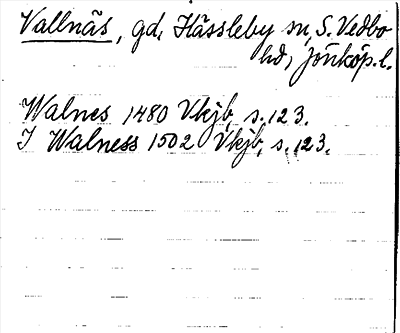 Vallnäs, gd, Hässleby sn, S. Vedbo
hd, Jönköp. l.
Walnes 1480 Vkjb, s. 123.
I Walness 1502 Vkjb, s. 123.